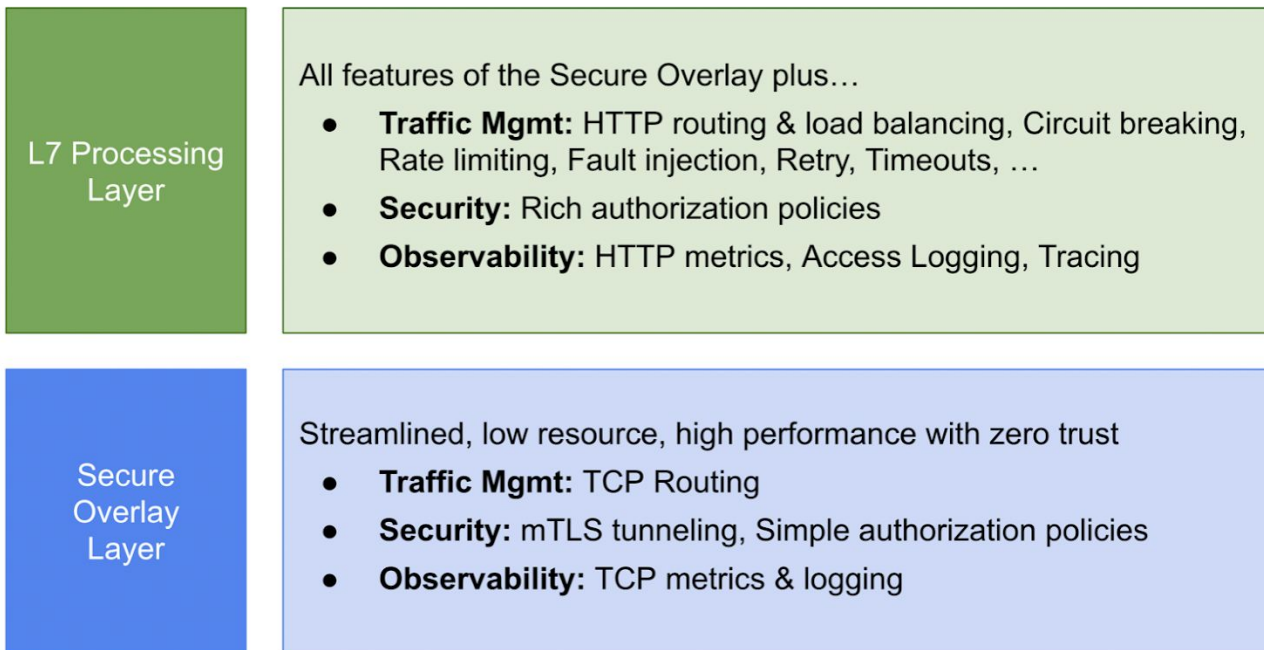 L7 Processing
Layer
All features of the Secure Overlay plus…
● Traffic Mgmt: HTTP routing & load balancing, Circuit breaking,
Rate limiting, Fault injection, Retry, Timeouts, …
● Security: Rich authorization policies
● Observability: HTTP metrics, Access Logging, Tracing
Secure
Overlay
Layer
Streamlined, low resource, high performance with zero trust
● Traffic Mgmt: TCP Routing
● Security: mTLS tunneling, Simple authorization policies
● Observability: TCP metrics & logging